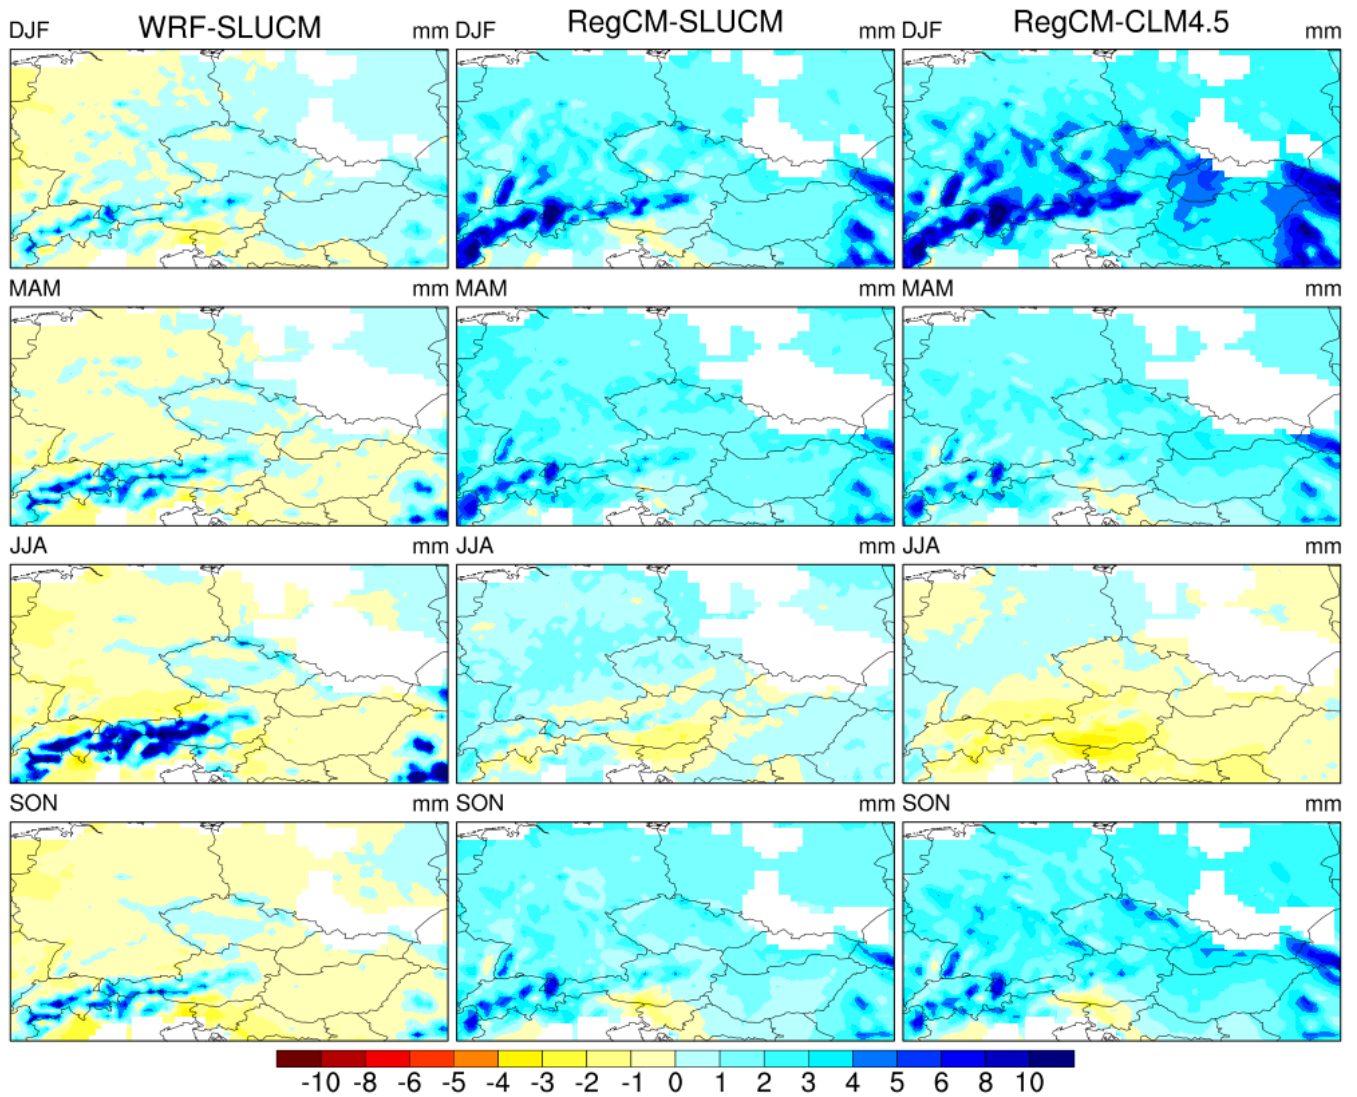 WRF-SLUCM RegCM-SLUCM RegCM-CLM4.5
DJF mm DJF mm DJF mm
MAM mm MAM mm MAM mm
JJA mm JJA mm JJA mm
SON mm SON mm SON mm
-10 -8 -6 -5 -4 -3 -2 -1 0 1 2 3 4 5 6 8 10